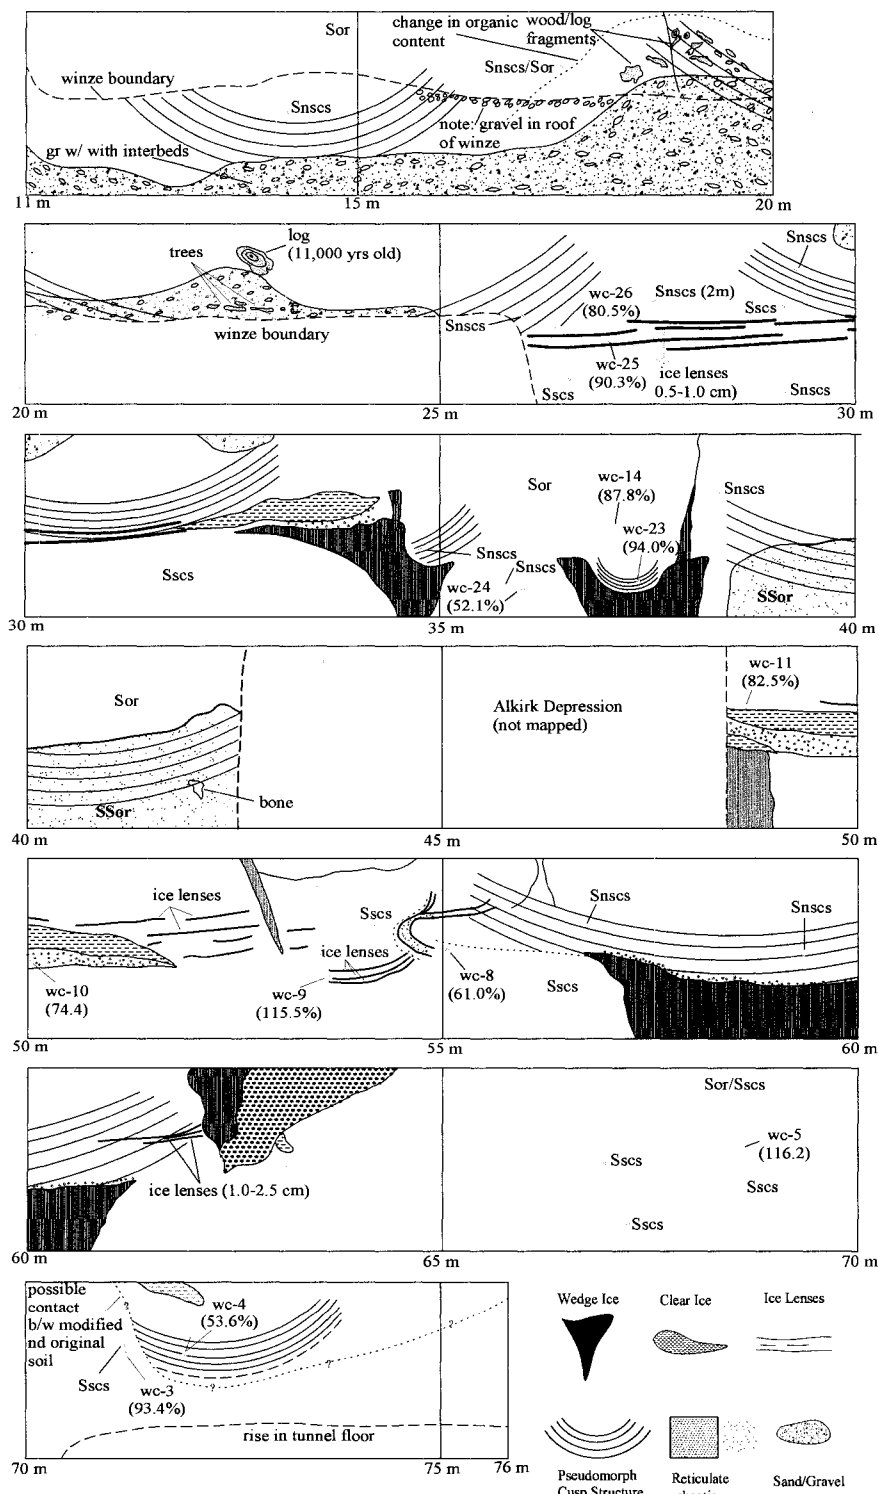 Sor
change in organic
content
wood/log
fragments
Snscs/Sor
winze boundary
Snscs
note: gravel in roof
of winze
gr w/ with interbeds
11 m
15 m
20 m
log
(11,000 yrs old)
trees
winze boundary
Snscs
Snscs
wc-26
(80.5%)
Snscs (2m)
Sscs
wc-25
(90.3%)
ice lenses
0.5-1.0 cm)
Sscs
Snscs
20 m
25 m
30 m
Sor
wc-14
(87.8%)
Snscs
wc-23
(94.0%)
Snscs
Snscs
Sscs
wc-24
(52.1%)
SSor
30 m
35 m
40 m
wc-11
(82.5%)
Sor
Alkirk Depression
(not mapped)
bone
SSor
40 m
45 m
50 m
ice lenses
Snscs
Sscs
Snscs
ice lenses
wc-10
(74.4)
wc-9
(115.5%)
wc-8
(61.0%)
Sscs
50 m
55 m
60 m
Sor/Sscs
wc-5
(116.2)
Sscs
ice lenses (1.0-2.5 cm)
Sscs
Sscs
60 m
65 m
70 m
possible
contact
b/w modified
nd original
soil
?
wc-4
(53.6%)
?
Sscs
?
?
wc-3
(93.4%)
rise in tunnel floor
70 m
75 m
76 m
Wedge Ice
Clear Ice
Ice Lenses
Pseudomorph
Cusp Structure
Reticulate
Sand/Gravel